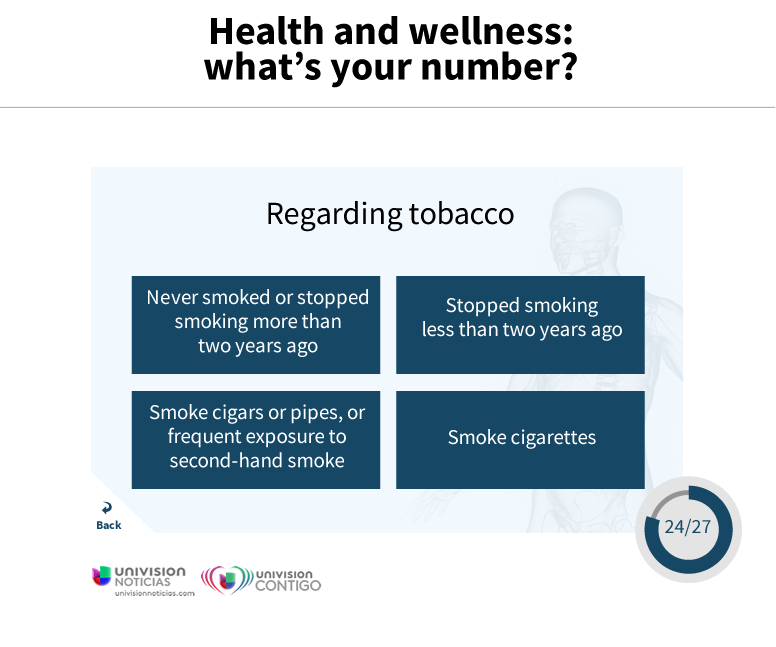 Health and wellness:
what’s your number?
Regarding tobacco
Never smoked or stopped
smoking more than
two years ago
Stopped smoking
less than two years ago
Smoke cigars or pipes, or
frequent exposure to
second-hand smoke
Smoke cigarettes
Back
24/27
UNIVISION
NOTICIAS
univisionnoticias.com
UNIVISION
CONTIGO